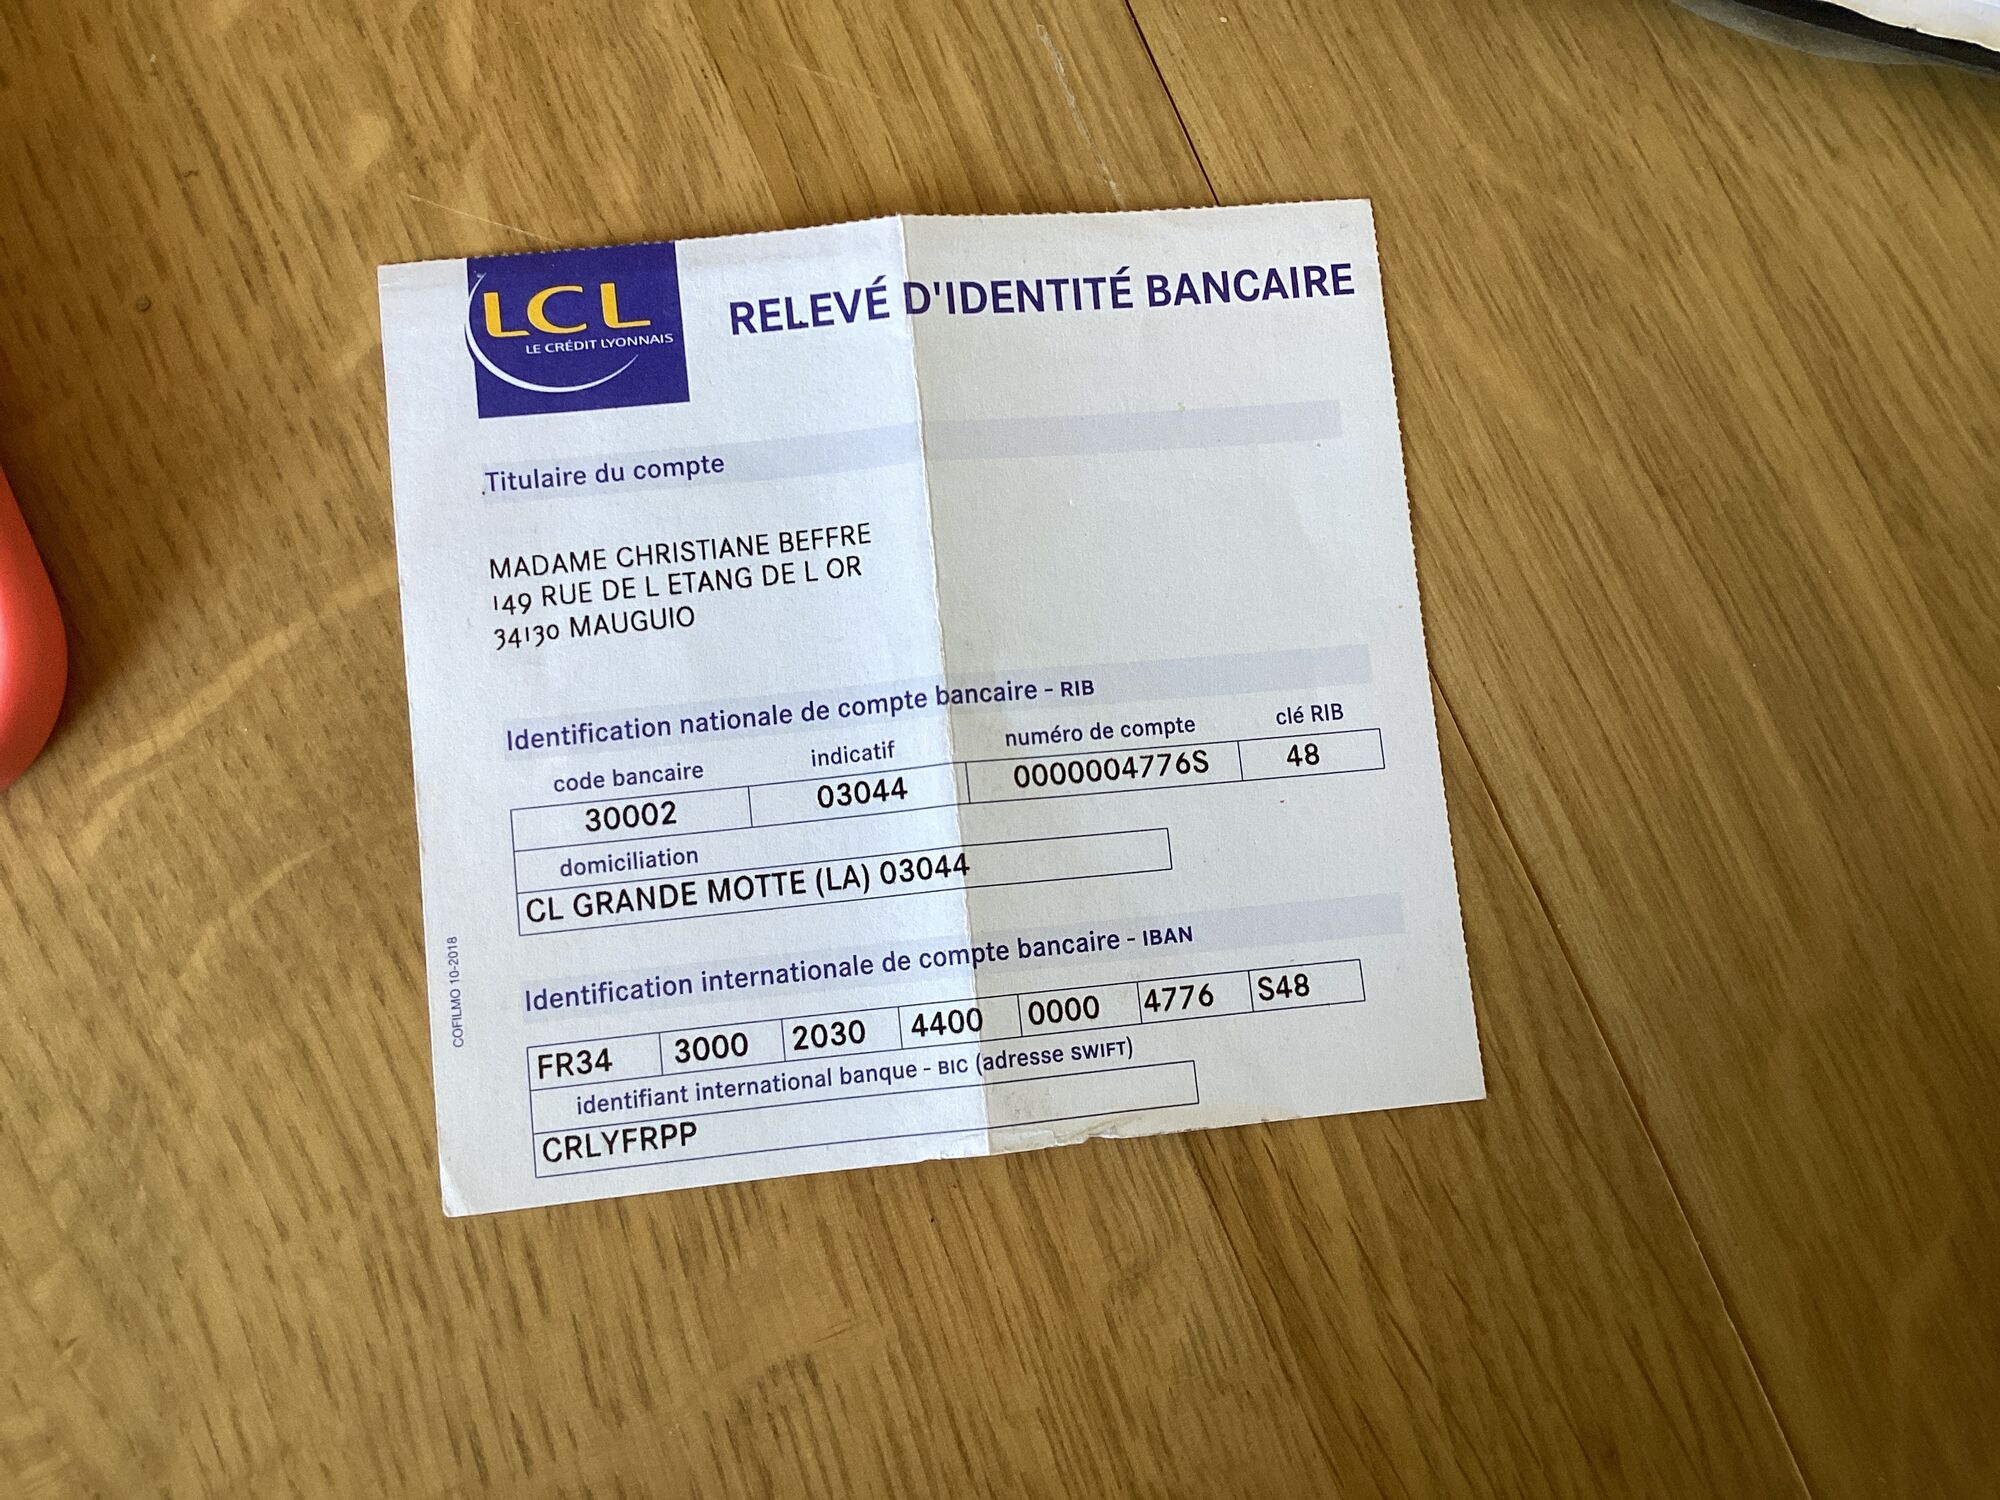 LCL
LE CRÉDIT LYONNAIS
RELEVÉ D'IDENTITÉ BANCAIRE
Titulaire du compte
MADAME CHRISTIANE BEFFRE
149 RUE DE L ETANG DE L OR
34130 MAUGUIO
Identification nationale de compte bancaire - RIB
code bancaire indicatif numéro de compte clé RIB
30002 03044 0000004776S 48
domiciliation
CL GRANDE MOTTE (LA) 03044
Identification internationale de compte bancaire - IBAN
FR34 3000 2030 4400 0000 4776 S48
identifiant international banque - BIC (adresse SWIFT)
CRLYFRPP
COFILMO 10-2018